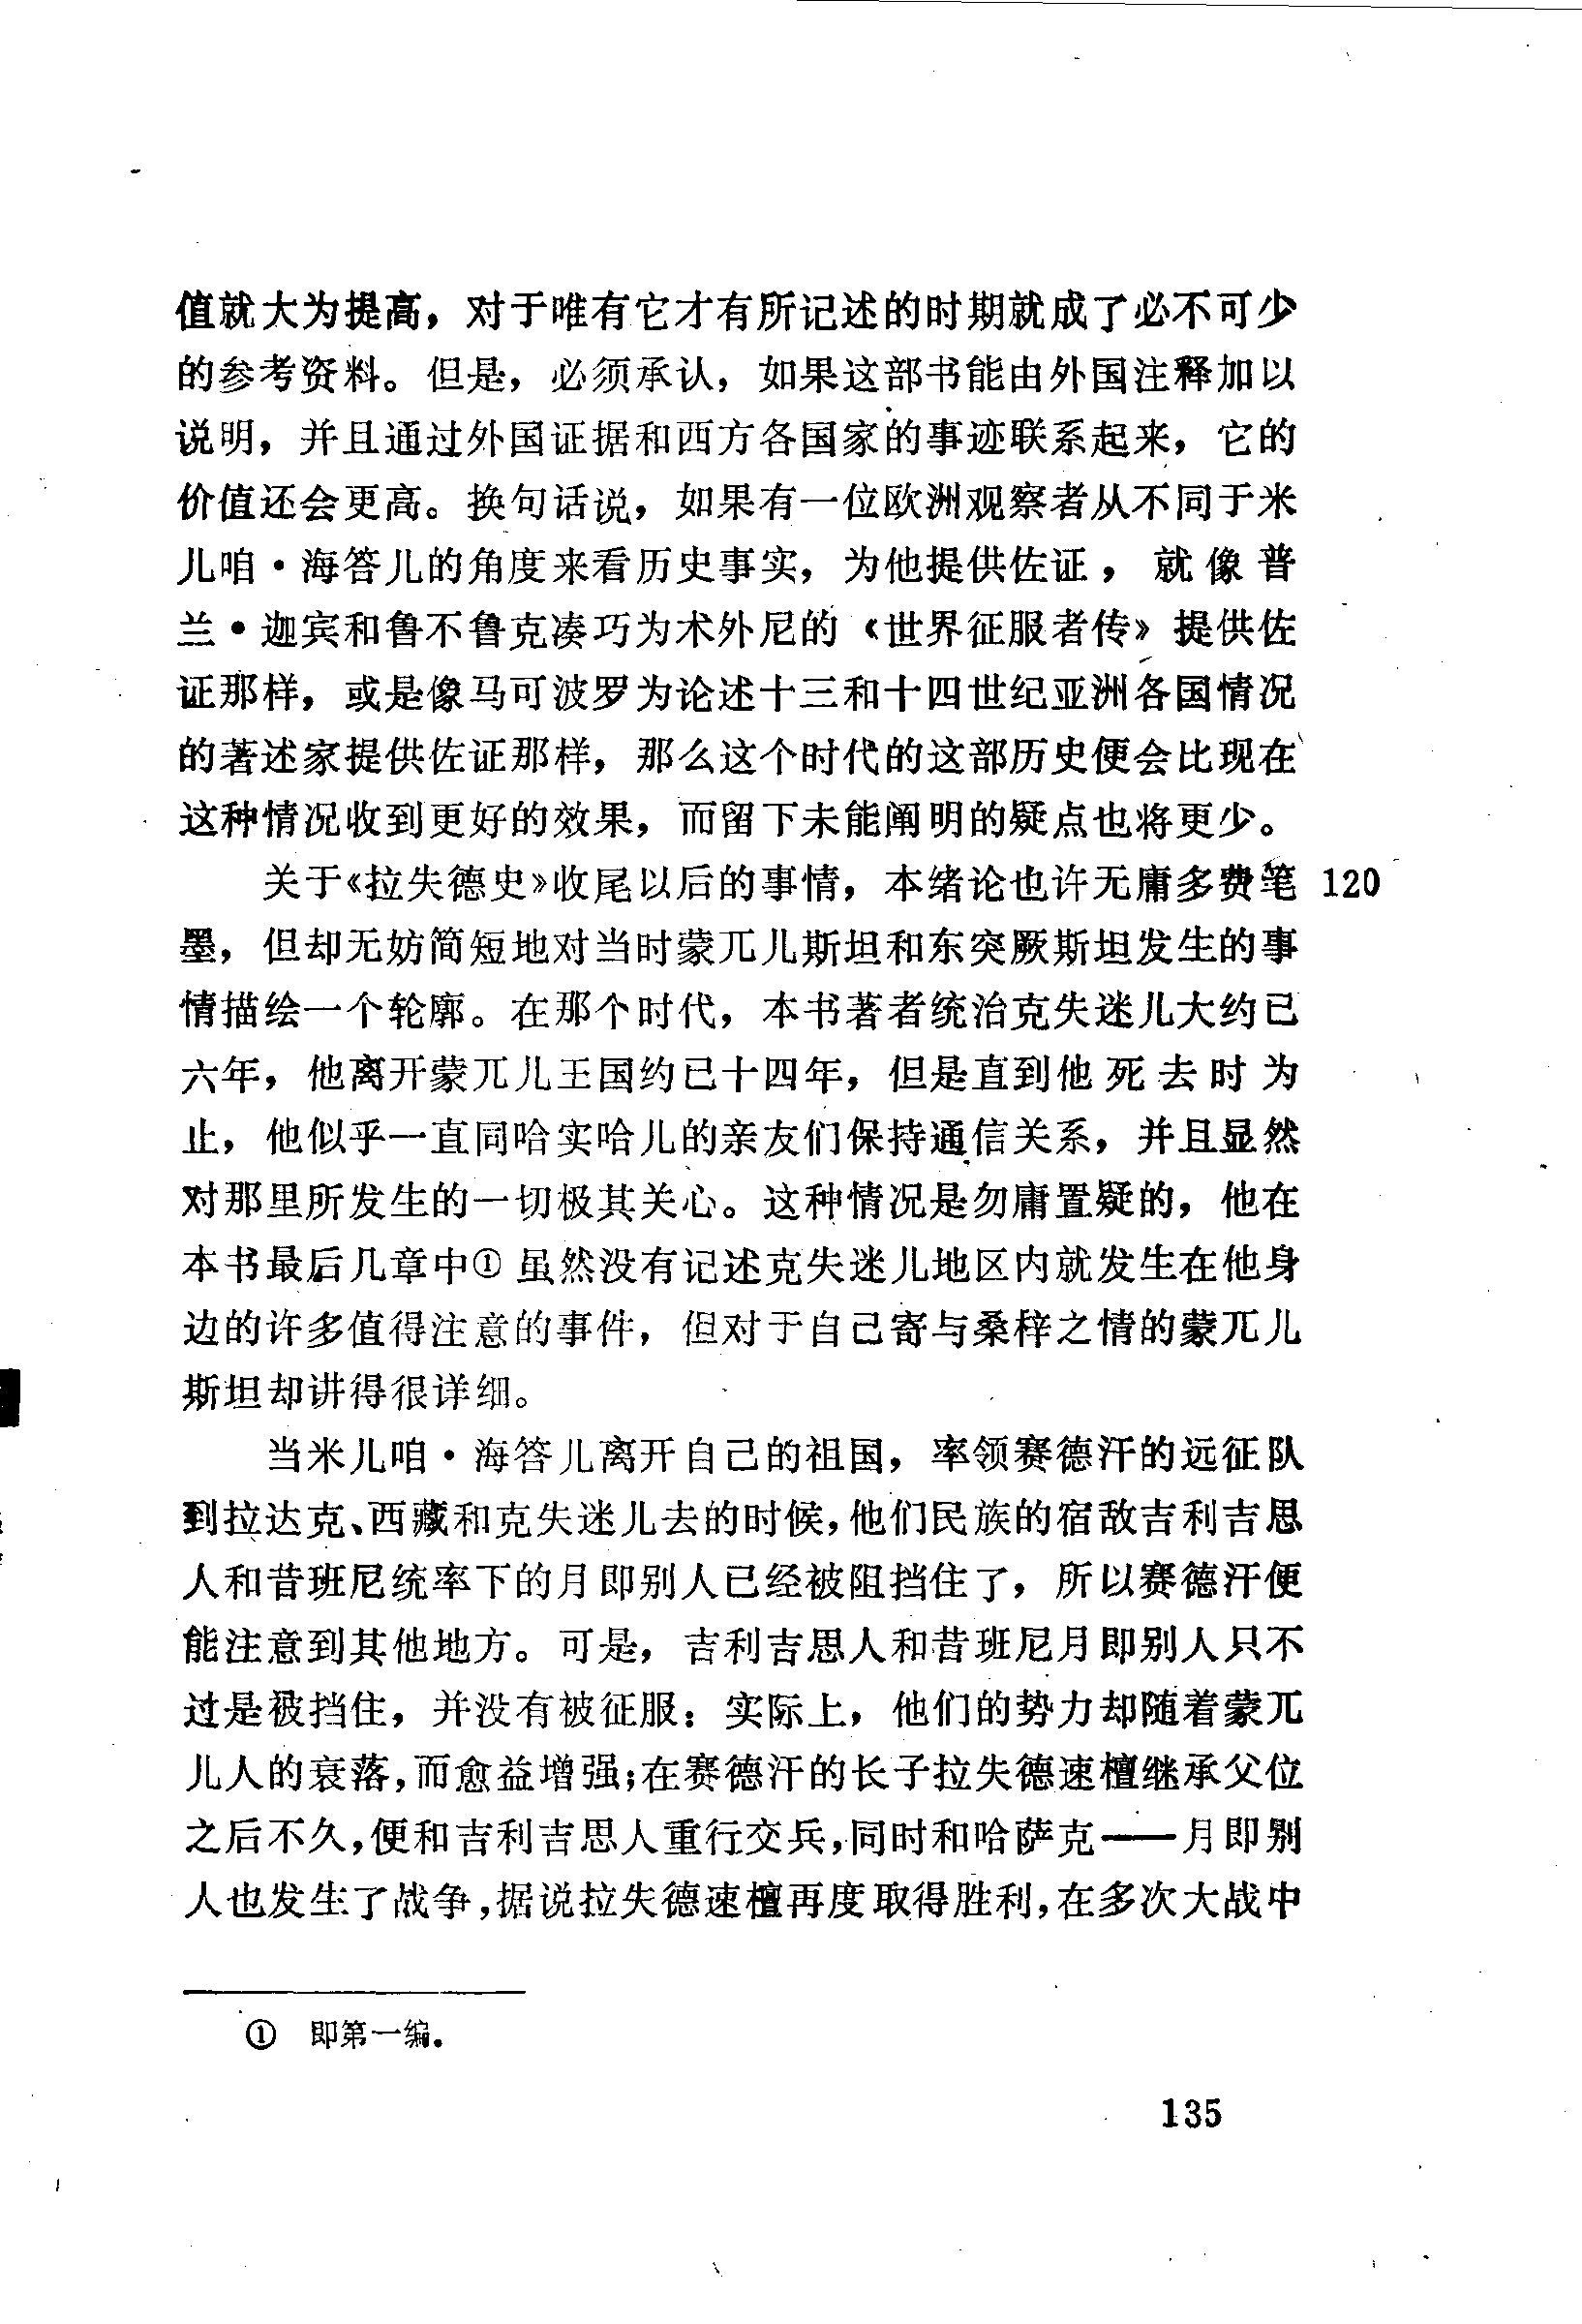 值就大为提高，对于唯有它才有所记述的时期就成了必不可少
的参考资料。但是，必须承认，如果这部书能由外国注释加以
说明，并且通过外国证据和西方各国家的事迹联系起来，它的
价值还会更高。换句话说，如果有一位欧洲观察者从不同于米
儿咱·海答儿的角度来看历史事实，为他提供佐证，就像普
兰·迦宾和鲁不鲁克凑巧为术外尼的《世界征服者传》提供佐
证那样，或是像马可波罗为论述十三和十四世纪亚洲各国情况
的著述家提供佐证那样，那么这个时代的这部历史便会比现在
这种情况收到更好的效果，而留下未能阐明的疑点也将更少。
关于《拉失德史》收尾以后的事情，本绪论也许无庸多费笔 120
墨，但却无妨简短地对当时蒙兀儿斯坦和东突厥斯坦发生的事
情描绘一个轮廓。在那个时代，本书著者统治克失迷儿大约已
六年，他离开蒙兀儿王国约已十四年，但是直到他死去时为
止，他似乎一直同哈实哈儿的亲友们保持通信关系，并且显然
对那里所发生的一切极其关心。这种情况是勿庸置疑的，他在
本书最后几章中①虽然没有记述克失迷儿地区内就发生在他身
边的许多值得注意的事件，但对于自己寄与桑梓之情的蒙兀儿
斯坦却讲得很详细。
当米儿咱·海答儿离开自己的祖国，率领赛德汗的远征队
到拉达克、西藏和克失迷儿去的时候，他们民族的宿敌吉利吉思
人和昔班尼统率下的月即别人已经被阻挡住了，所以赛德汗便
能注意到其他地方。可是，吉利吉思人和昔班尼月即别人只不
过是被挡住，并没有被征服：实际上，他们的势力却随着蒙兀
儿人的衰落，而愈益增强；在赛德汗的长子拉失德速檀继承父位
之后不久，便和吉利吉思人重行交兵，同时和哈萨克——月即别
人也发生了战争，据说拉失德速檀再度取得胜利，在多次大战中
① 即第一编。
135